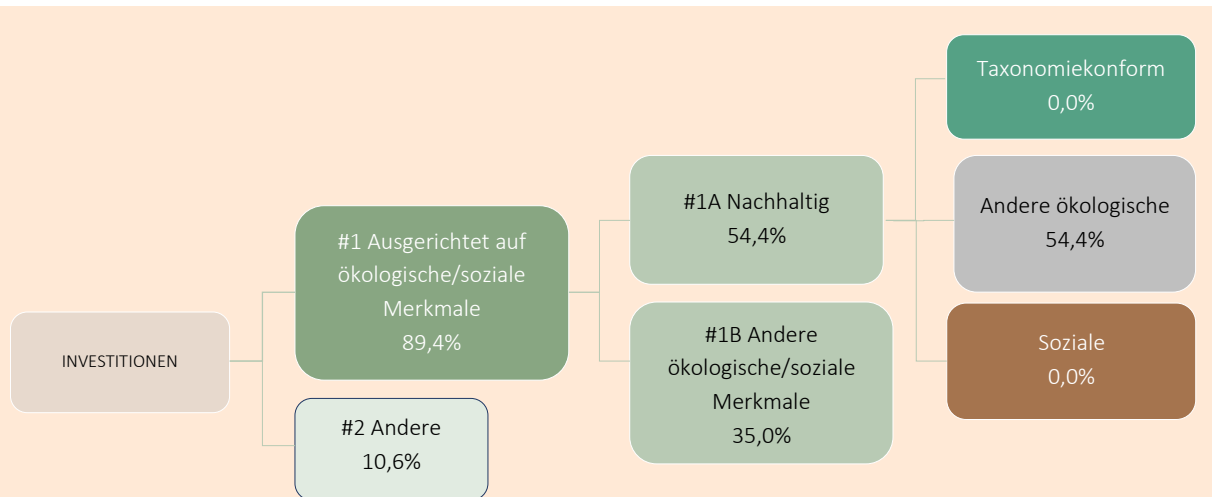 INVESTITIONEN
#1 Ausgerichtet auf
ökologische/soziale
Merkmale
89,4%
#2 Andere
10,6%
#1A Nachhaltig
54,4%
#1B Andere
ökologische/soziale
Merkmale
35,0%
Taxonomiekonform
0,0%
Andere ökologische
54,4%
Soziale
0,0%